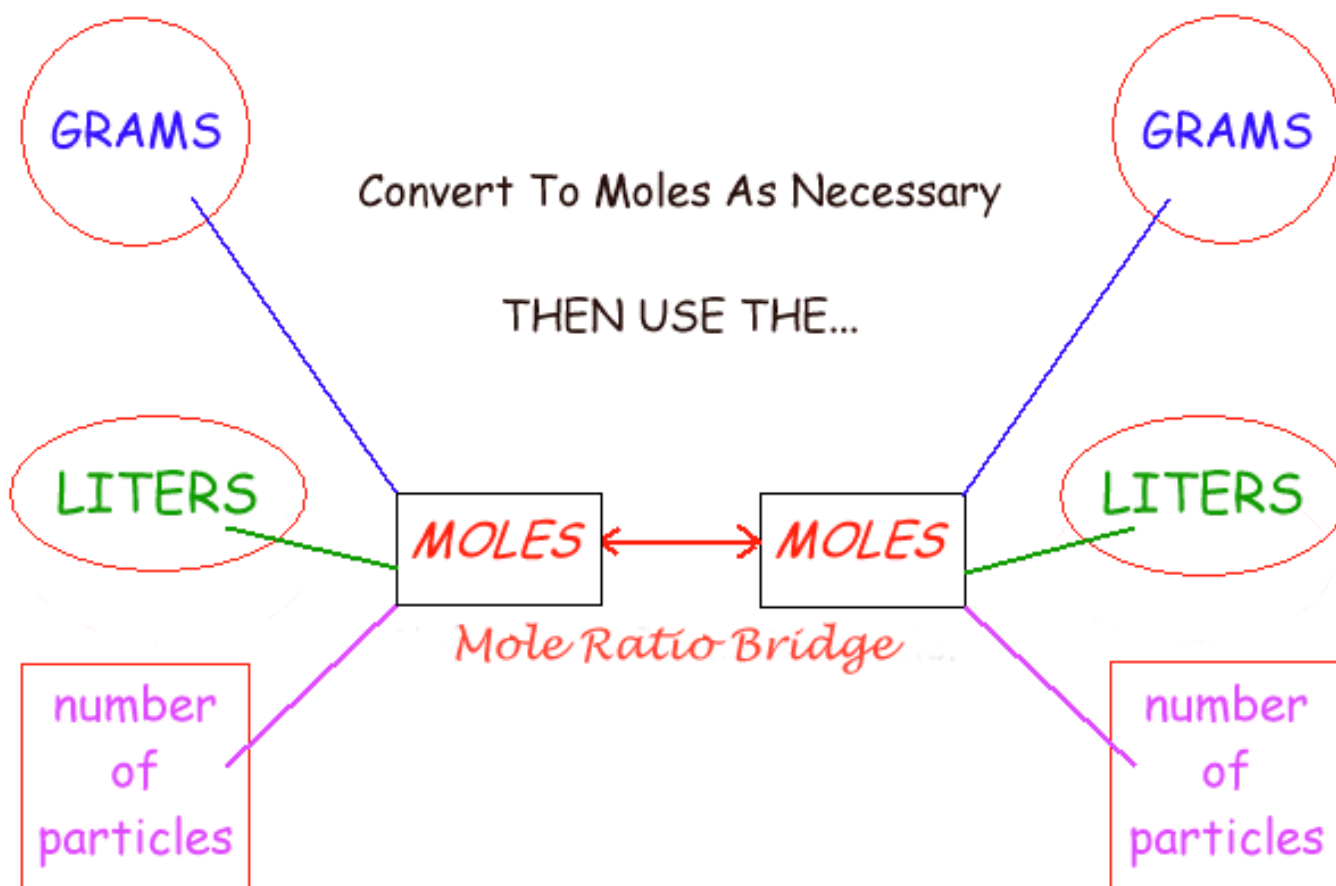 GRAMS
GRAMS
Convert To Moles As Necessary
THEN USE THE...
LITERS
LITERS
MOLES
MOLES
Mole Ratio Bridge
number
of
particles
number
of
particles